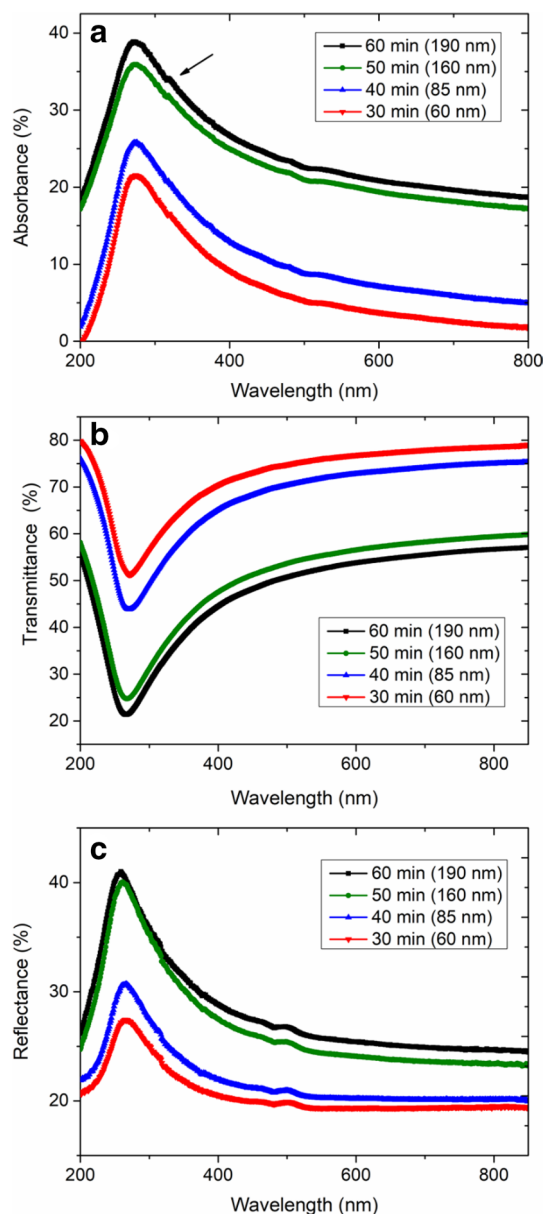 a
60 min (190 nm)
50 min (160 nm)
40 min (85 nm)
30 min (60 nm)
Absorbance (%)
40
30
20
10
0
200
400
600
800
Wavelength (nm)
b
80
70
60
50
40
30
20
Transmittance (%)
60 min (190 nm)
50 min (160 nm)
40 min (85 nm)
30 min (60 nm)
200
400
600
800
Wavelength (nm)
c
60 min (190 nm)
50 min (160 nm)
40 min (85 nm)
30 min (60 nm)
Reflectance (%)
40
30
20
200
400
600
800
Wavelength (nm)